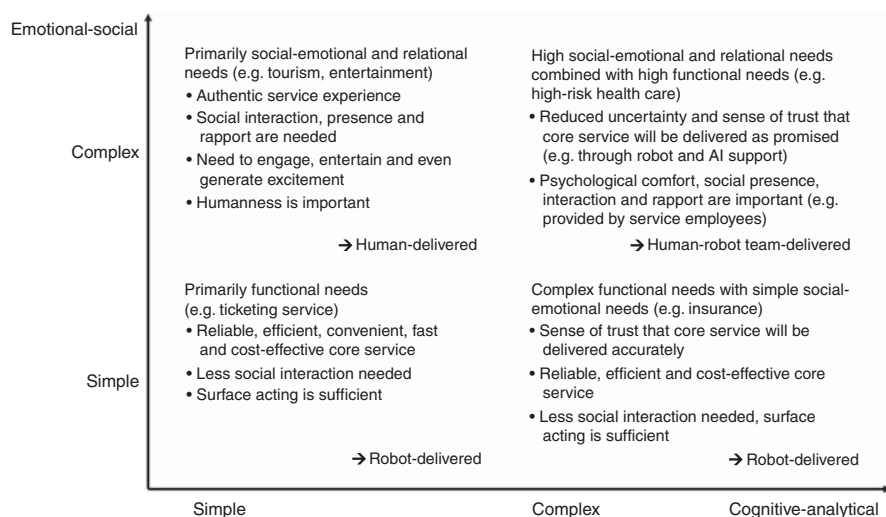 Emotional-social
Complex
Simple
Primarily social-emotional and relational
needs (e.g. tourism, entertainment)
• Authentic service experience
• Social interaction, presence and
rapport are needed
• Need to engage, entertain and even
generate excitement
• Humanness is important
→ Human-delivered
High social-emotional and relational needs
combined with high functional needs (e.g.
high-risk health care)
• Reduced uncertainty and sense of trust that
core service will be delivered as promised
(e.g. through robot and AI support)
• Psychological comfort, social presence,
interaction and rapport are important (e.g.
provided by service employees)
→ Human-robot team-delivered
Primarily functional needs
(e.g. ticketing service)
• Reliable, efficient, convenient, fast
and cost-effective core service
• Less social interaction needed
• Surface acting is sufficient
→ Robot-delivered
Complex functional needs with simple social-
emotional needs (e.g. insurance)
• Sense of trust that core service will be
delivered accurately
• Reliable, efficient and cost-effective core
service
• Less social interaction needed, surface
acting is sufficient
→ Robot-delivered
Simple
Complex
Cognitive-analytical